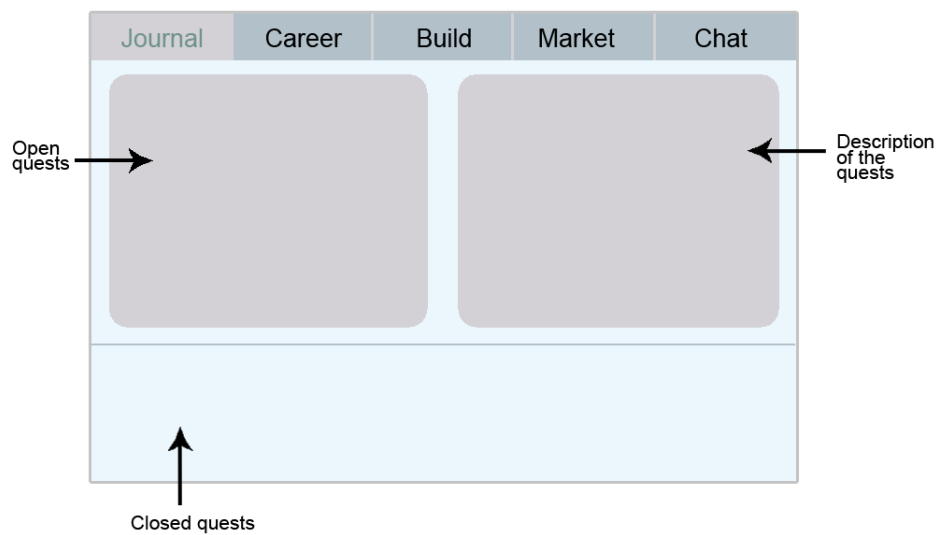 Journal Career Build Market Chat
Open
quests
Description
of the
quests
Closed quests